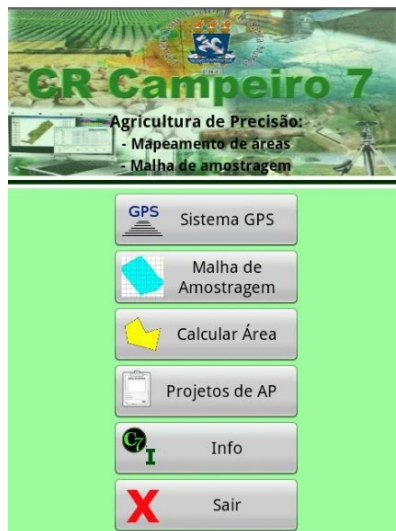 CR Campeiro 7
Agricultura de Precisão:
- Mapeamento de áreas
- Malha de amostragem
GPS
Sistema GPS
Malha de
Amostragem
Calcular Área
Projetos de AP
C7
I
Info
X
Sair